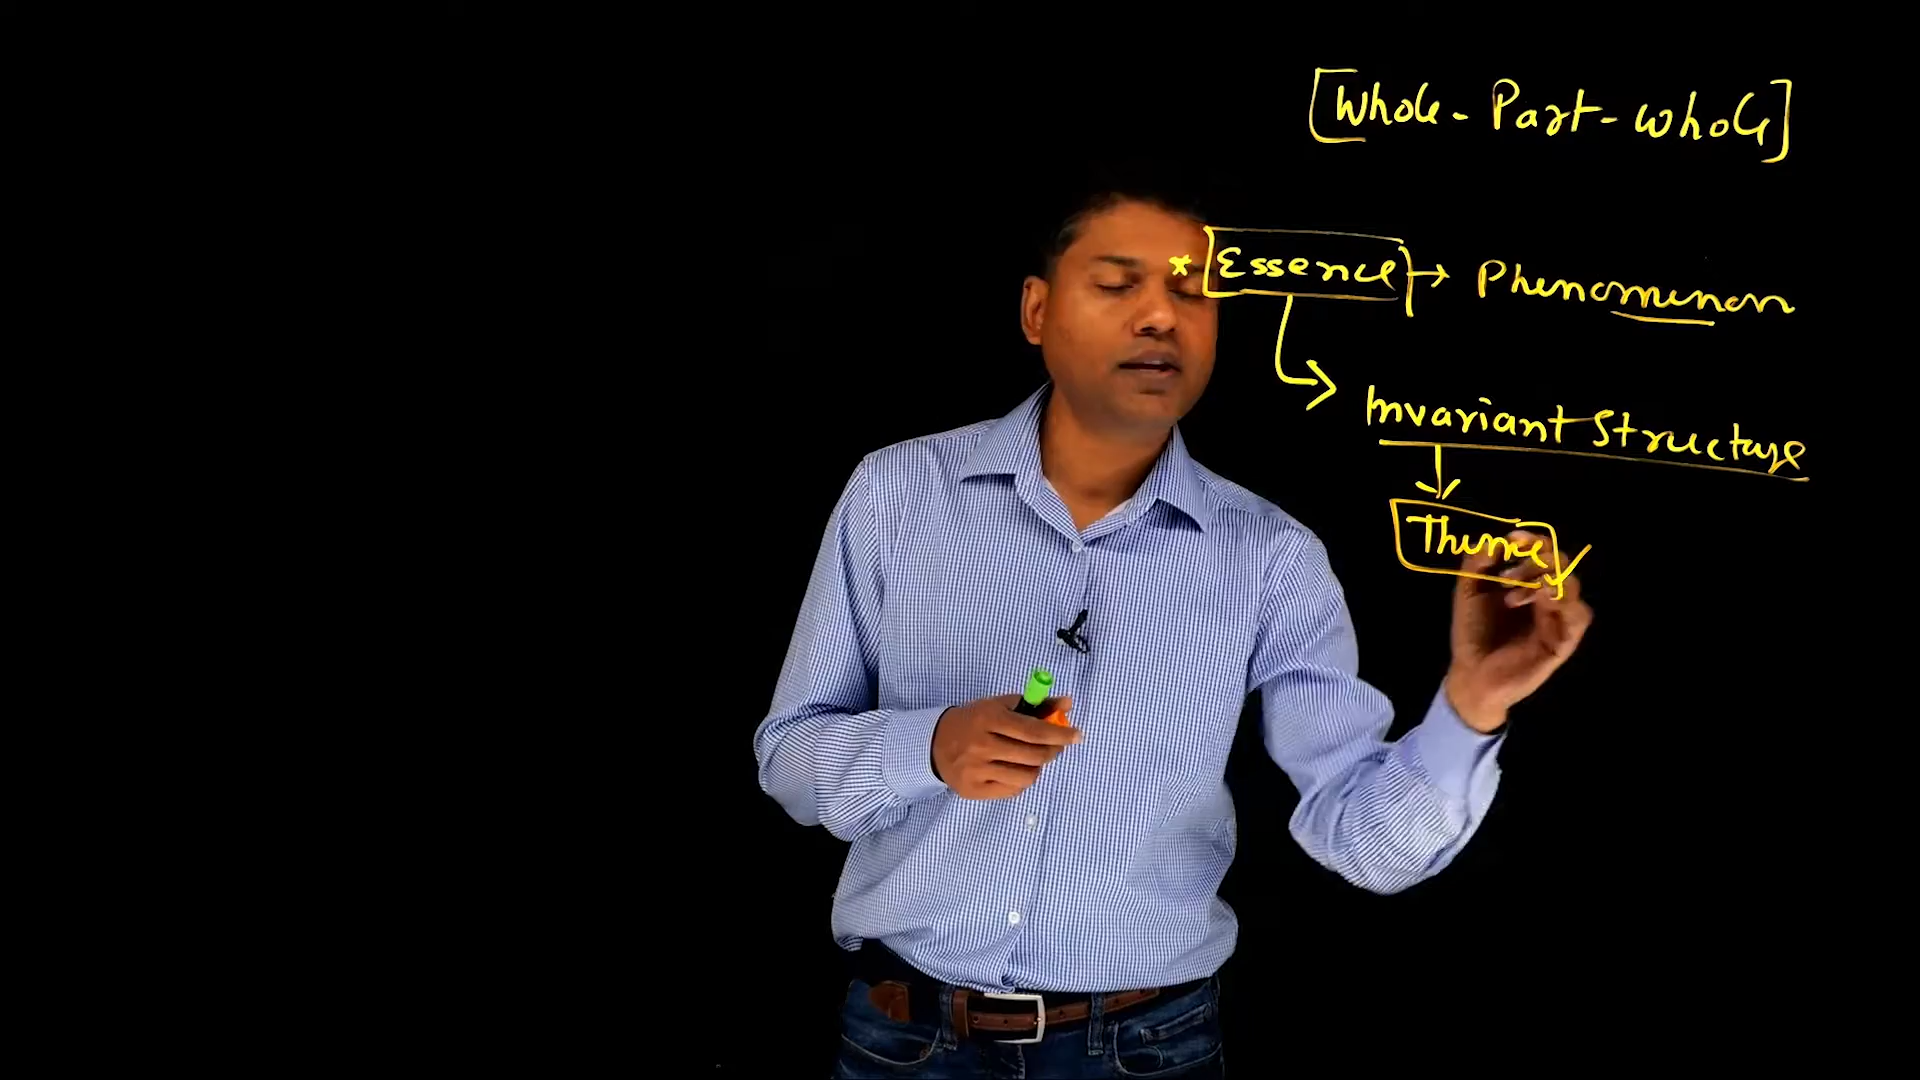 [Whole - Part - whole]
* Essence → Phenomenon
Invariant Structure
Theme ✓